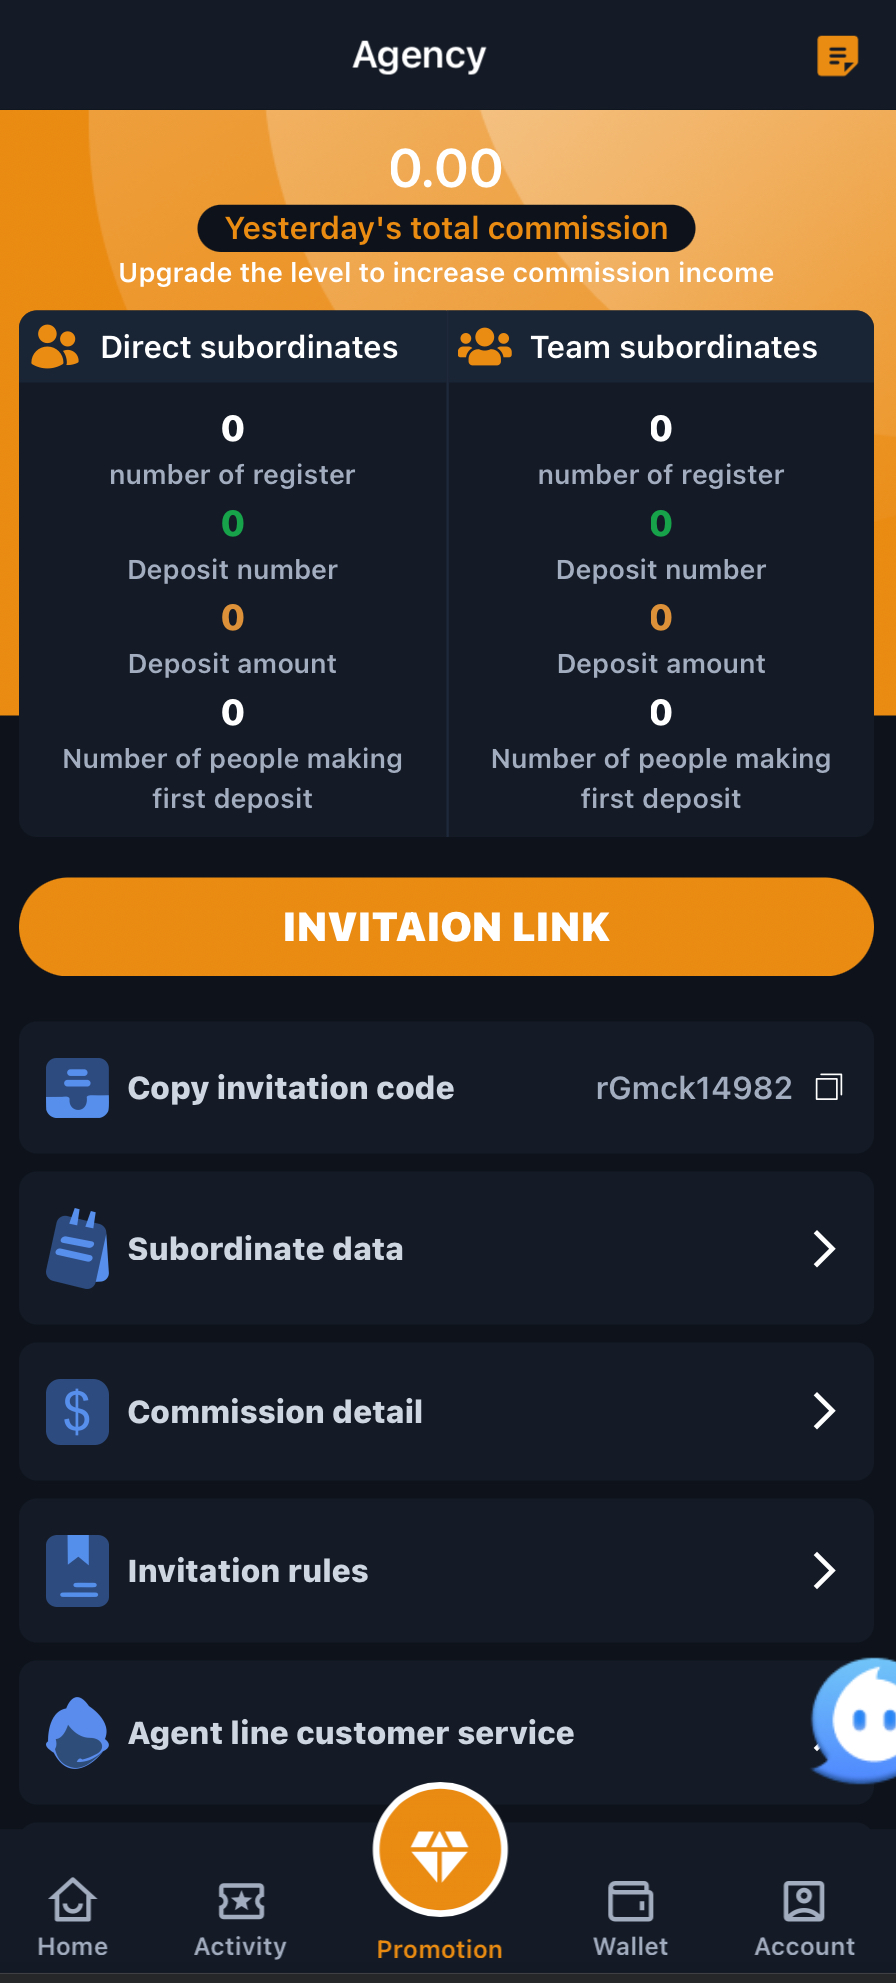 Agency
0.00
Yesterday's total commission
Upgrade the level to increase commission income
Direct subordinates
0
number of register
0
Deposit number
0
Deposit amount
0
Number of people making
first deposit
Team subordinates
0
number of register
0
Deposit number
0
Deposit amount
0
Number of people making
first deposit
INVITAION LINK
Copy invitation code rGmck14982
Subordinate data
$ Commission detail
Invitation rules
Agent line customer service
Home Activity Promotion Wallet Account